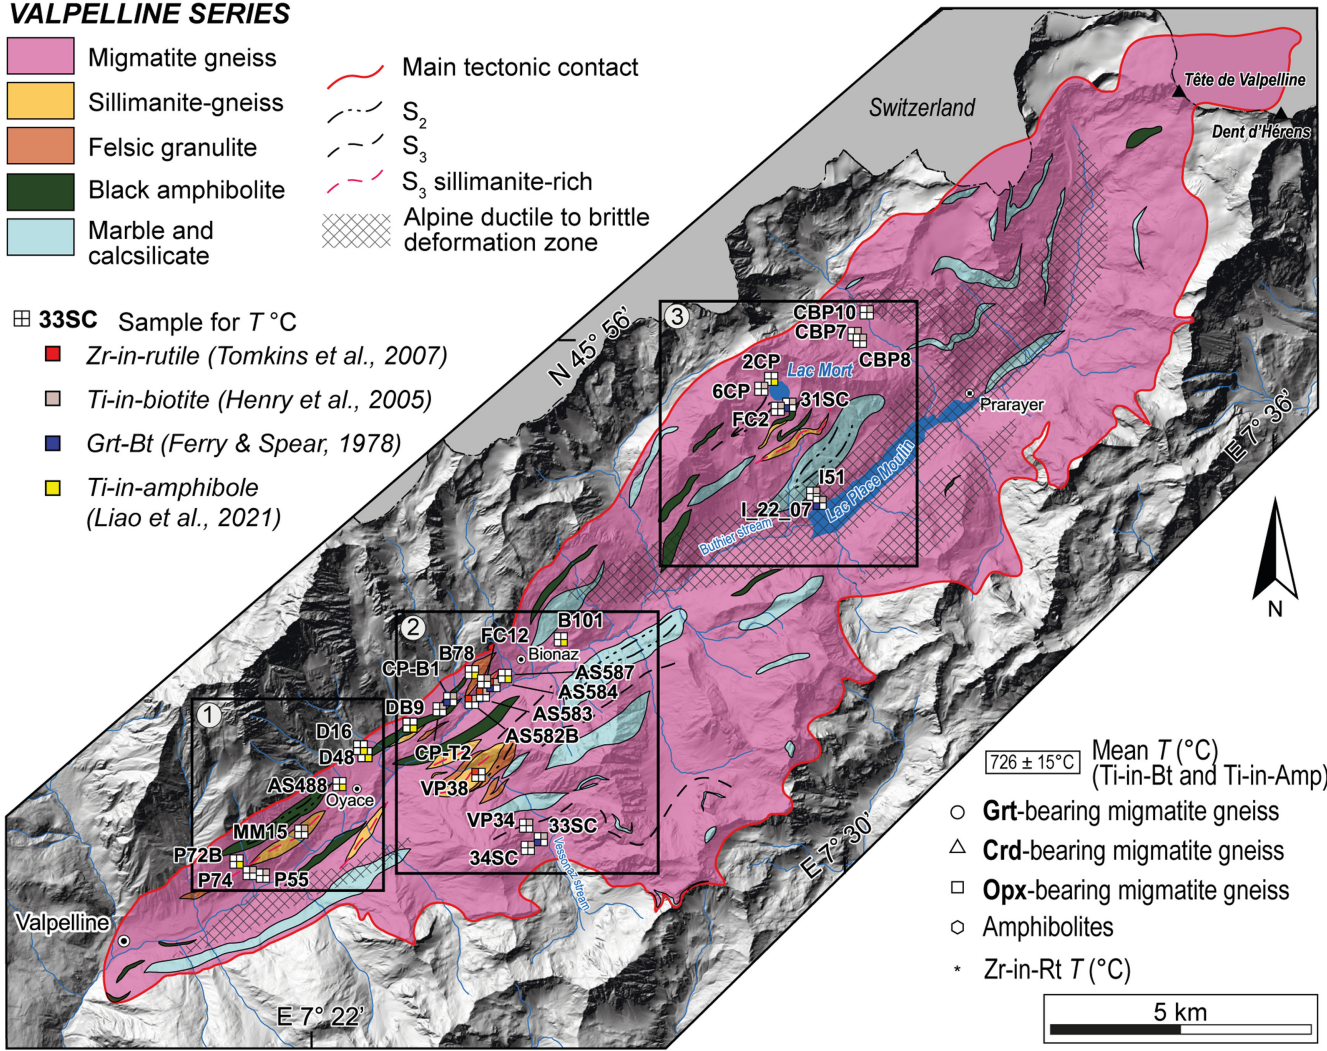 VALPELLINE SERIES
Migmatite gneiss
Sillimanite-gneiss
Felsic granulite
Black amphibolite
Marble and
calcsilicate
Main tectonic contact
S2
S3
S3 sillimanite-rich
Alpine ductile to brittle
deformation zone
33SC Sample for T °C
Zr-in-rutile (Tomkins et al., 2007)
Ti-in-biotite (Henry et al., 2005)
Grt-Bt (Ferry & Spear, 1978)
Ti-in-amphibole
(Liao et al., 2021)
Switzerland
Tête de Valpelline
Dent d'Hérens
N 45° 56'
E 7° 36'
3
CBP10
CBP7
CBP8
2CP
Lac Mort
6CP
31SC
FC2
Prarayer
I51
I_22_07
Lac Place Moulin
Buthier stream
2
B101
FC12
Bionaz
B78
CP-B1
AS587
AS584
DB9
AS583
AS582B
CP-T2
VP38
VP34
33SC
34SC
Vessonaz stream
1
D16
D48
AS488
Oyace
MM15
P72B
P74
P55
Valpelline
E 7° 22'
E 7° 30'
N
726 ± 15°C Mean T (°C)
(Ti-in-Bt and Ti-in-Amp)
Grt-bearing migmatite gneiss
Crd-bearing migmatite gneiss
Opx-bearing migmatite gneiss
Amphibolites
* Zr-in-Rt T (°C)
5 km